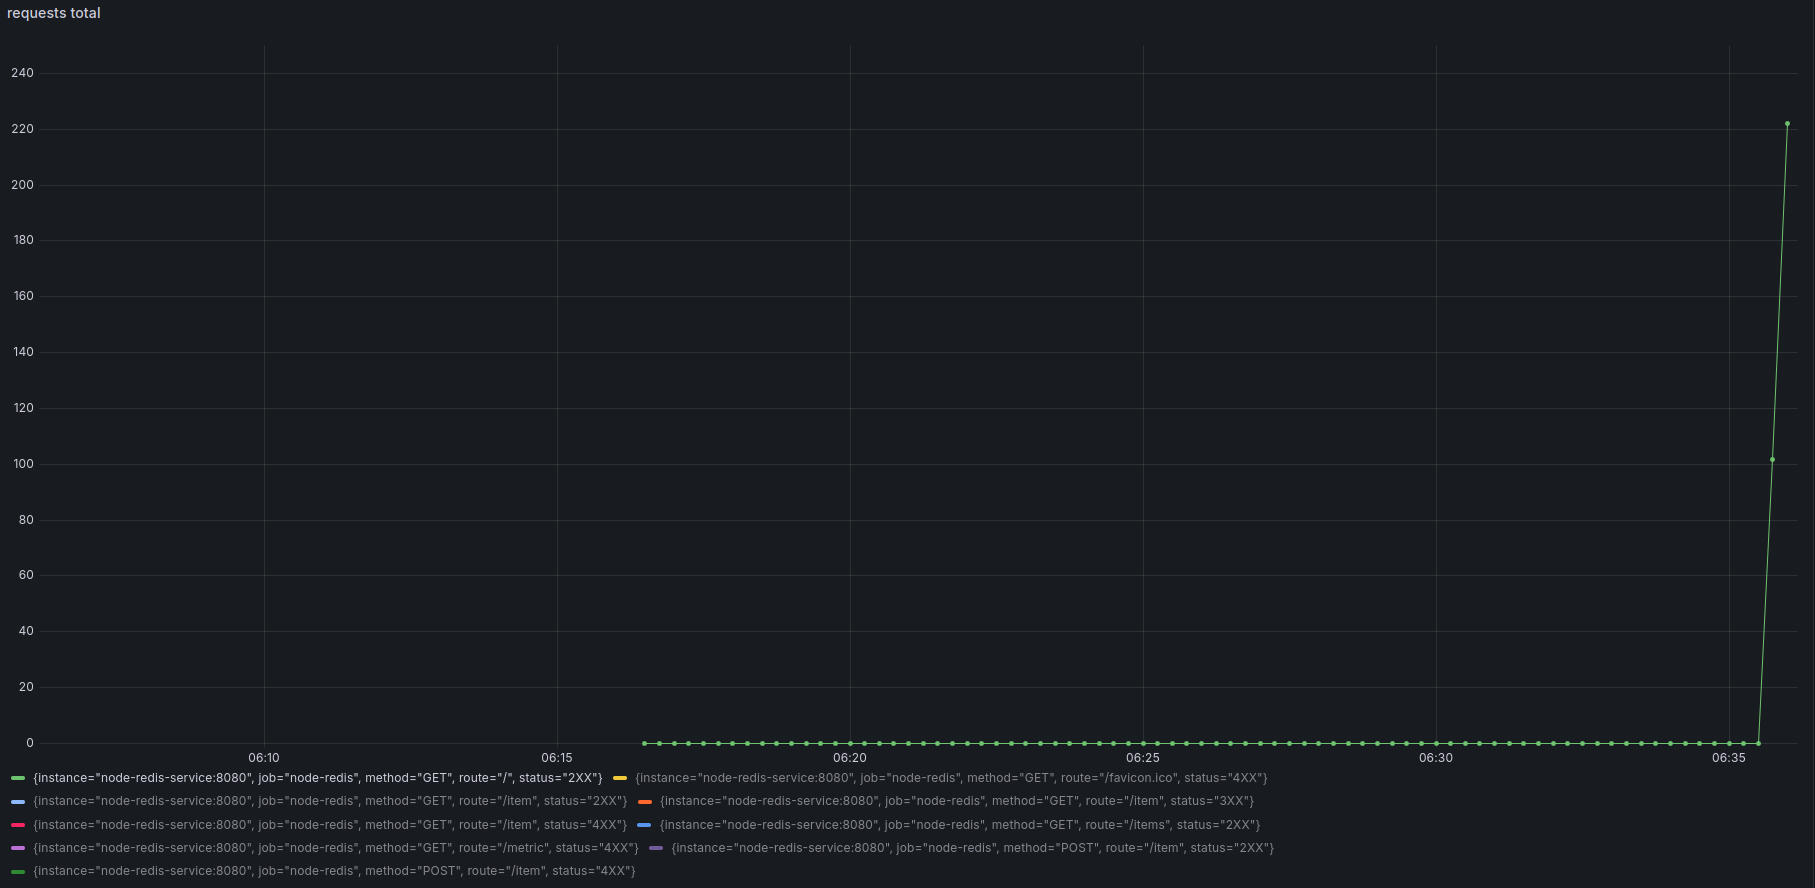 requests total
240
220
200
180
160
140
120
100
80
60
40
20
0
06:10 06:15 06:20 06:25 06:30 06:35
{instance="node-redis-service:8080", job="node-redis", method="GET", route="/", status="2XX"} {instance="node-redis-service:8080", job="node-redis", method="GET", route="/favicon.ico", status="4XX"}
{instance="node-redis-service:8080", job="node-redis", method="GET", route="/item", status="2XX"} {instance="node-redis-service:8080", job="node-redis", method="GET", route="/item", status="3XX"}
{instance="node-redis-service:8080", job="node-redis", method="GET", route="/item", status="4XX"} {instance="node-redis-service:8080", job="node-redis", method="GET", route="/items", status="2XX"}
{instance="node-redis-service:8080", job="node-redis", method="GET", route="/metric", status="4XX"} {instance="node-redis-service:8080", job="node-redis", method="POST", route="/item", status="2XX"}
{instance="node-redis-service:8080", job="node-redis", method="POST", route="/item", status="4XX"}